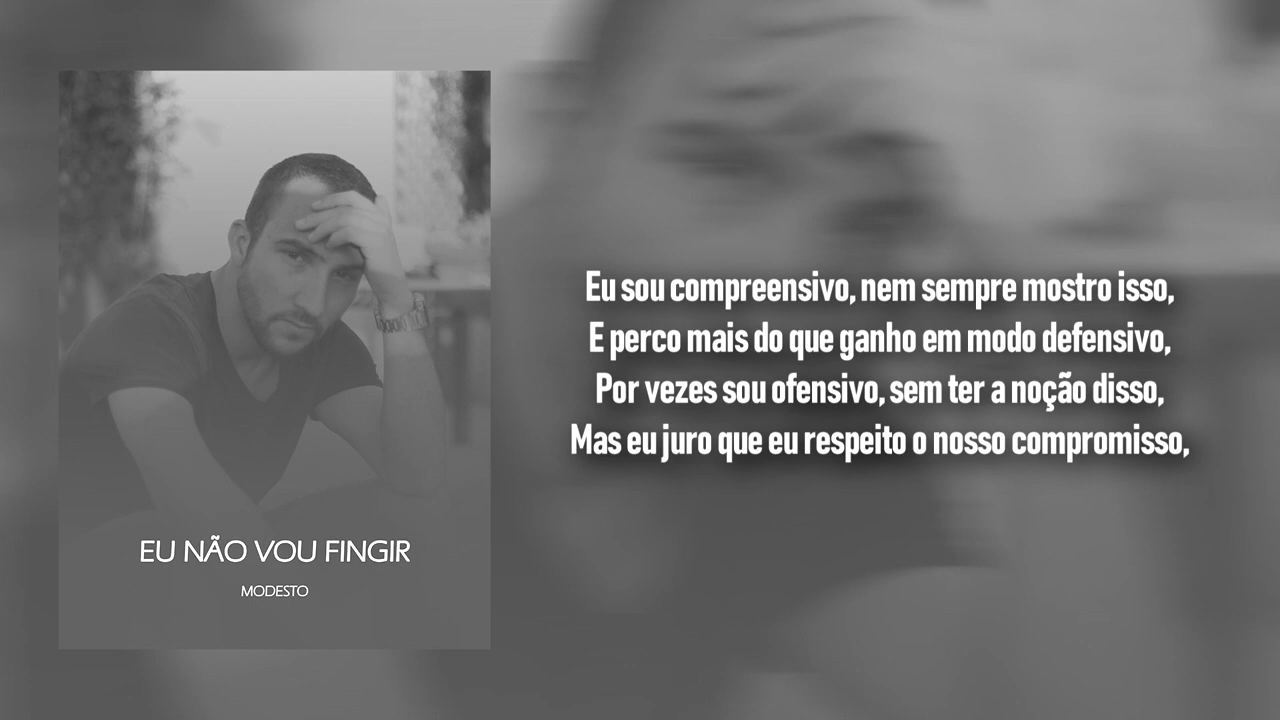 Eu sou compreensivo, nem sempre mostro isso,
E perco mais do que ganho em modo defensivo,
Por vezes sou ofensivo, sem ter a noção disso,
Mas eu juro que eu respeito o nosso compromisso,
EU NÃO VOU FINGIR
MODESTO